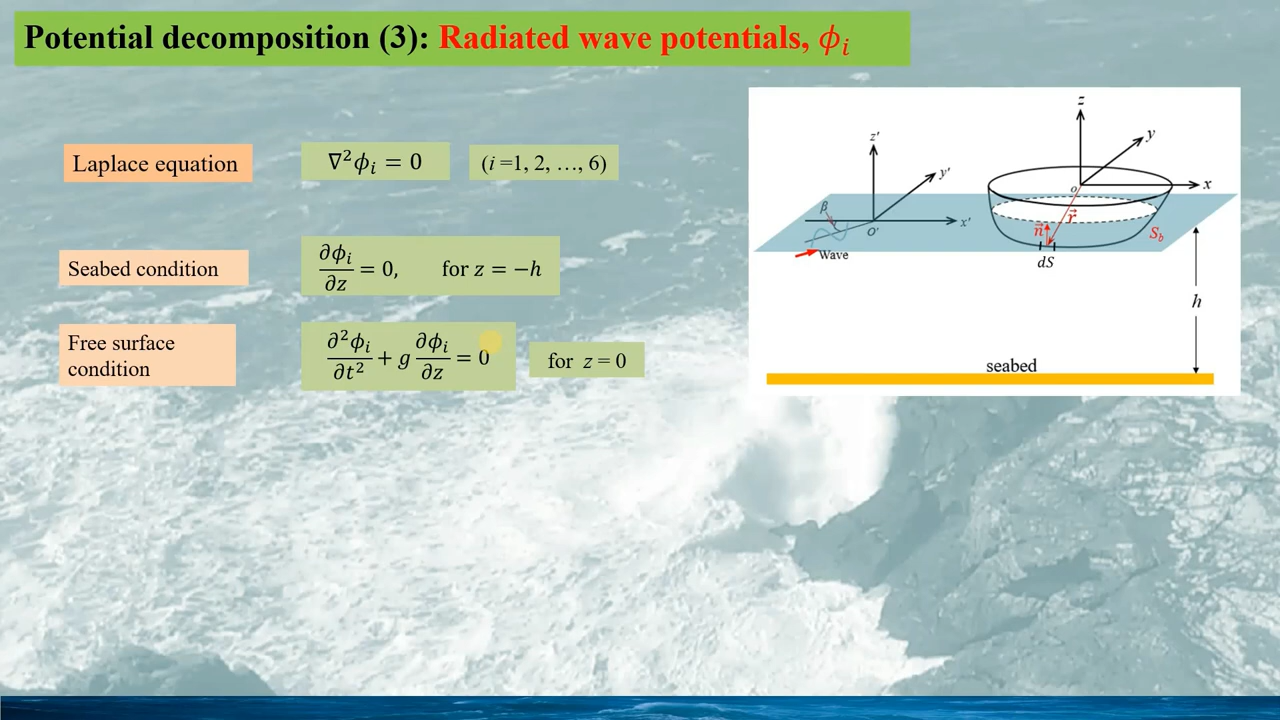 Potential decomposition (3): Radiated wave potentials, ϕᵢ
Laplace equation
∇²ϕᵢ = 0
(i =1, 2, …, 6)
Seabed condition
∂ϕᵢ/∂z = 0, for z = −h
Free surface
condition
∂²ϕᵢ/∂t² + g ∂ϕᵢ/∂z = 0
for z = 0
z
y
x
o
z'
y'
x'
O'
β
Wave
r⃗
n⃗
S_b
dS
h
seabed